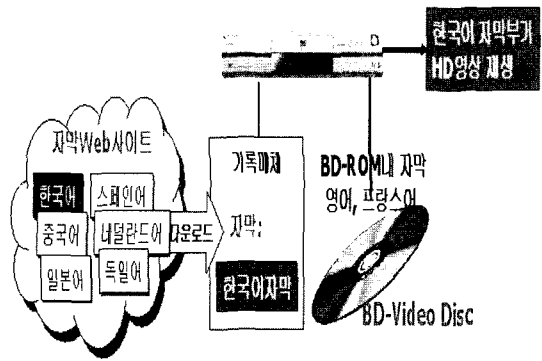 한국어 자막부가
HD영상 재생
자막Web사이트
한국어
스페인어
중국어
네덜란드어
일본어
독일어
다운로드
기록매체
자막:
한국어자막
BD-ROM내 자막
영어, 프랑스어
BD-Video Disc